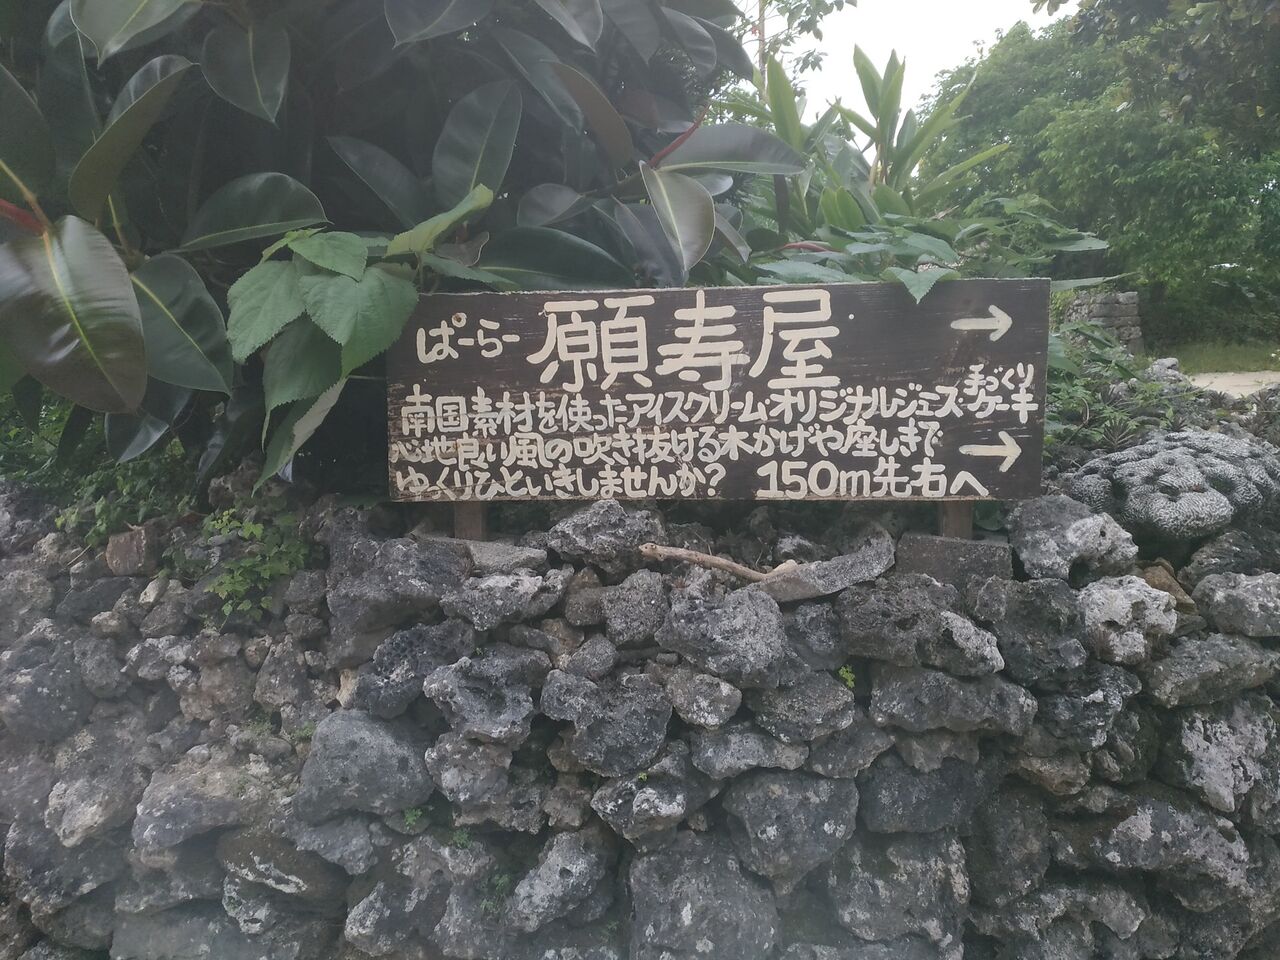 ぱーらー 願寿屋 →
南国素材を使ったアイスクリーム・オリジナルジュース・手づくりケーキ
心地良い風の吹き抜ける木かげや座しきで →
ゆっくりひといきしませんか? 150m先右へ